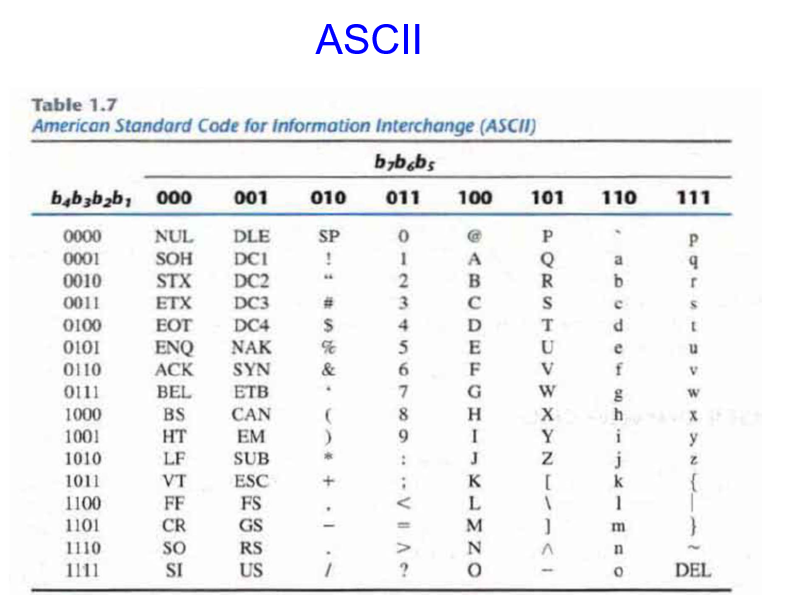 ASCII
Table 1.7
American Standard Code for Information Interchange (ASCII)
b7b6b5
b4b3b2b1 000 001 010 011 100 101 110 111
0000 NUL DLE SP 0 @ P ` p
0001 SOH DC1 ! 1 A Q a q
0010 STX DC2 “ 2 B R b r
0011 ETX DC3 # 3 C S c s
0100 EOT DC4 $ 4 D T d t
0101 ENQ NAK % 5 E U e u
0110 ACK SYN & 6 F V f v
0111 BEL ETB ‘ 7 G W g w
1000 BS CAN ( 8 H X h x
1001 HT EM ) 9 I Y i y
1010 LF SUB * : J Z j z
1011 VT ESC + ; K [ k {
1100 FF FS . < L \ l |
1101 CR GS − = M ] m }
1110 SO RS . > N ∧ n ~
1111 SI US / ? O − o DEL